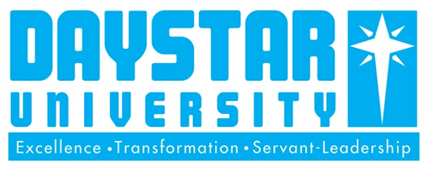 DAYSTAR
UNIVERSITY
Excellence • Transformation • Servant-Leadership